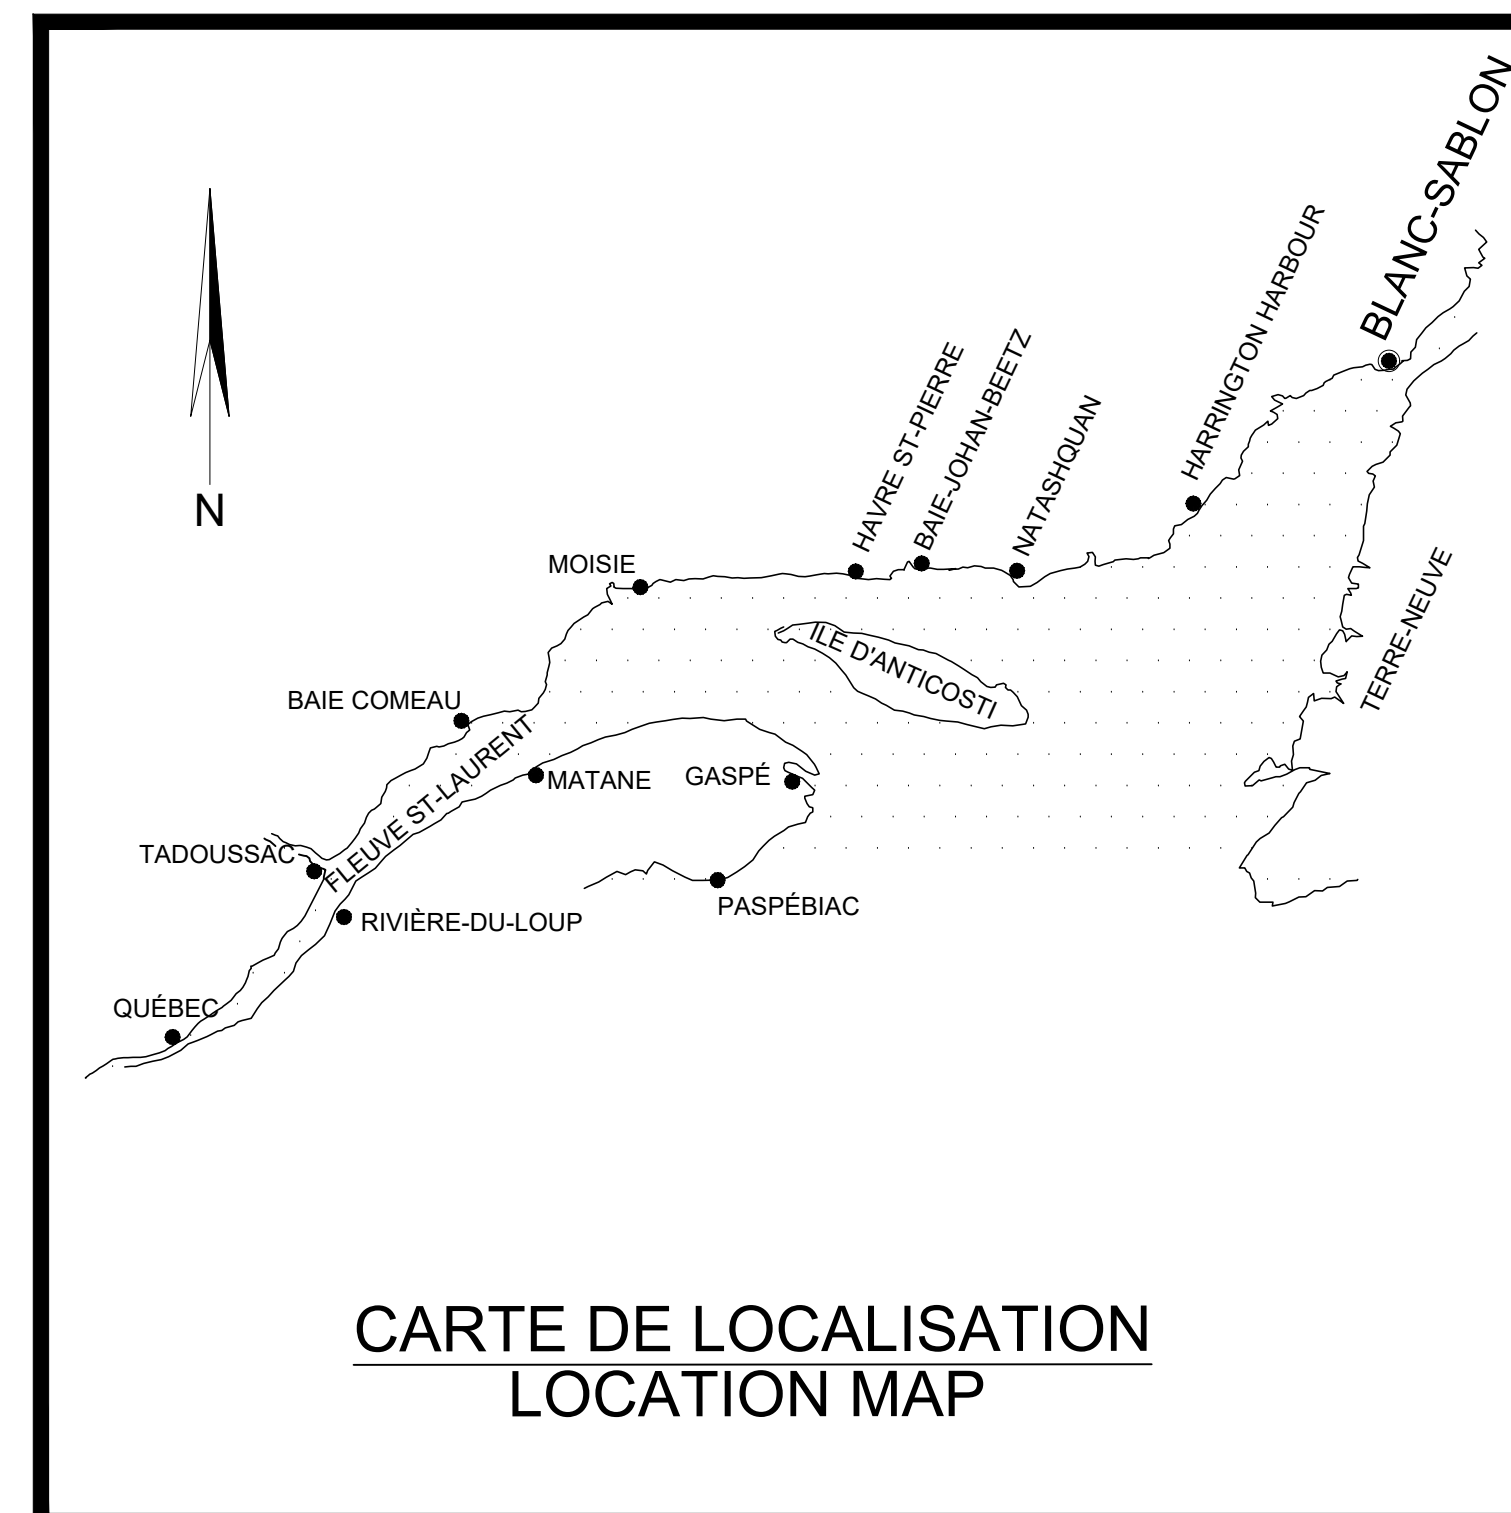 BLANC-SABLON
HARRINGTON HARBOUR
HAVRE ST-PIERRE
BAIE-JOHAN-BEETZ
NATASHQUAN
N
MOISIE
TERRE-NEUVE
ILE D'ANTICOSTI
BAIE COMEAU
FLEUVE ST-LAURENT
MATANE
GASPÉ
TADOUSSAC
PASPÉBIAC
RIVIÈRE-DU-LOUP
QUÉBEC
CARTE DE LOCALISATION
LOCATION MAP